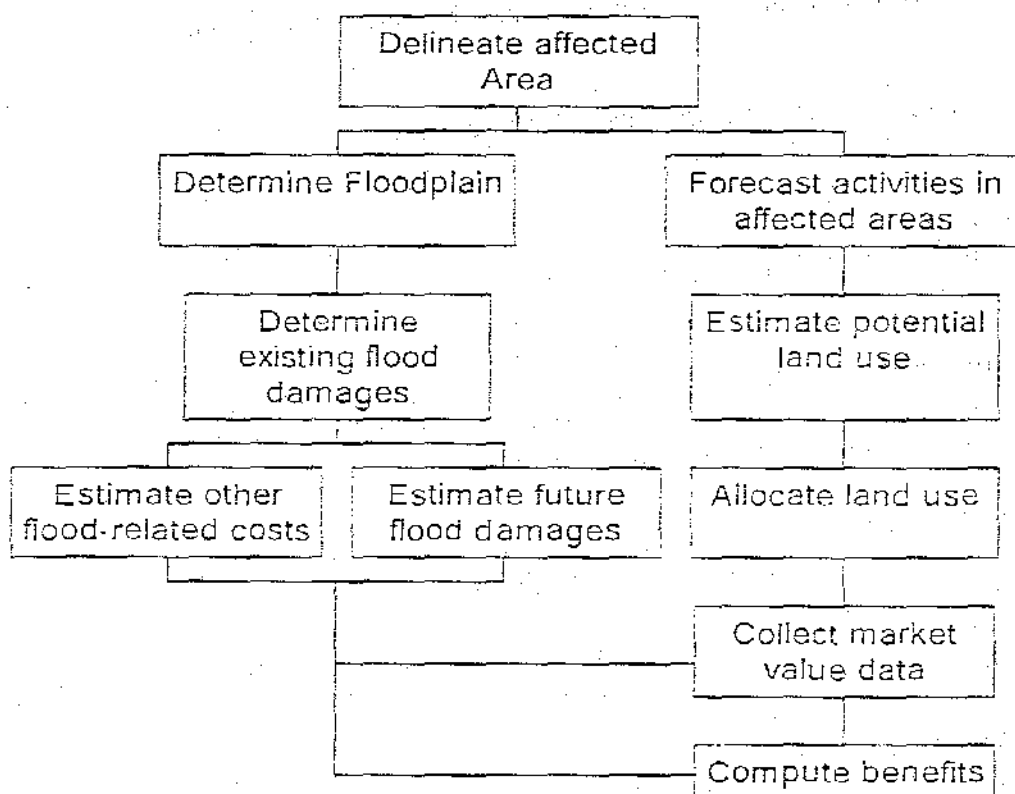 Delineate affected
Area
Determine Floodplain
Forecast activities in
affected areas
Determine
existing flood
damages
Estimate potential
land use
Estimate other
flood-related costs
Estimate future
flood damages
Allocate land use
Collect market
value data
Compute benefits